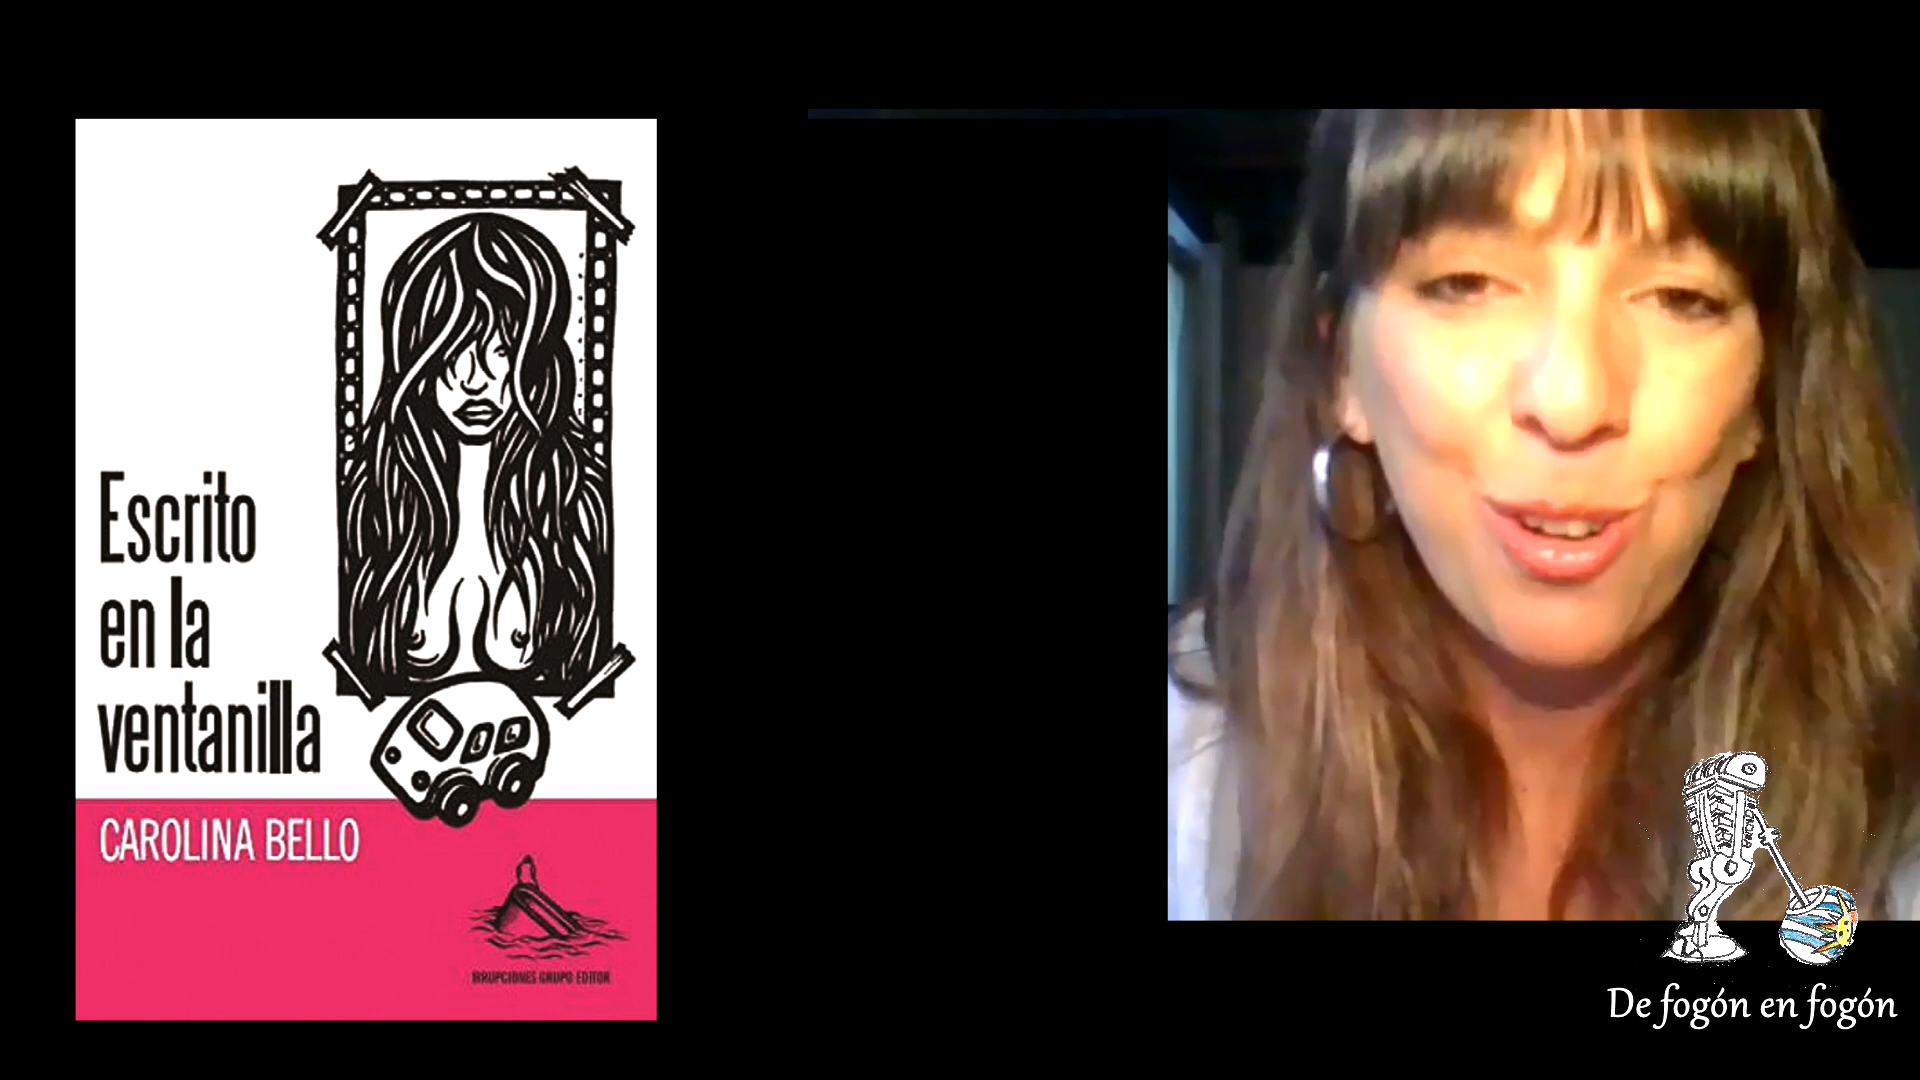 Escrito
en la
ventanilla
CAROLINA BELLO
IRRUPCIONES GRUPO EDITOR
De fogón en fogón